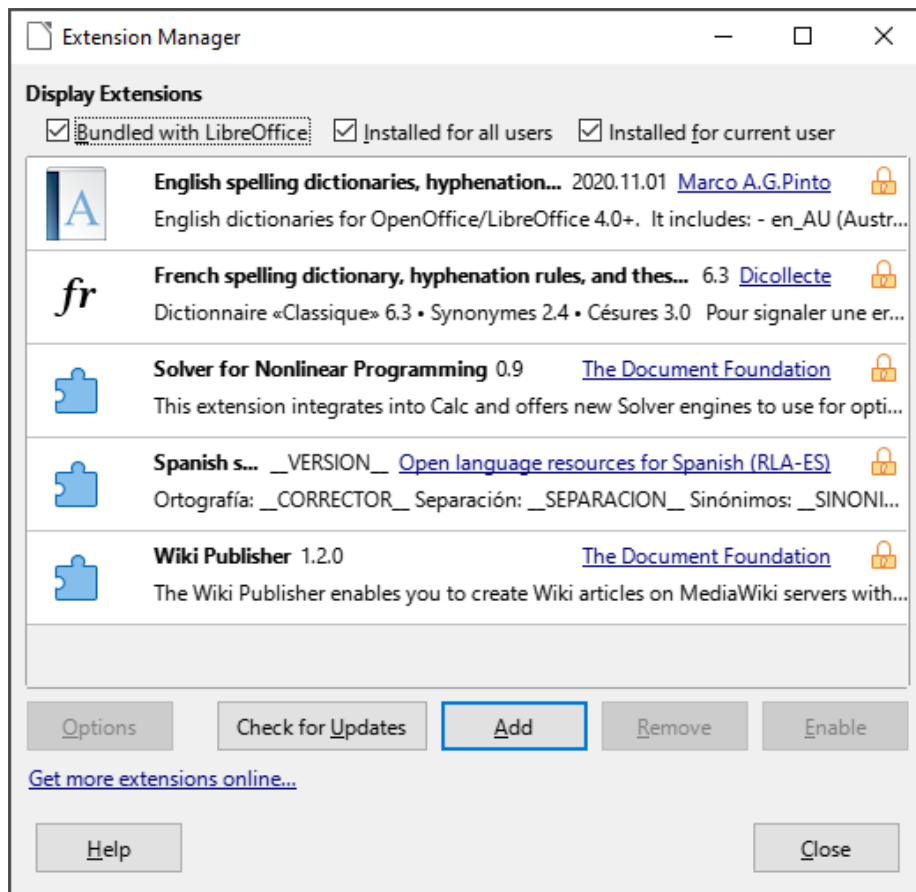 Extension Manager
Display Extensions
Bundled with LibreOffice Installed for all users Installed for current user
A
English spelling dictionaries, hyphenation... 2020.11.01 Marco A.G.Pinto
English dictionaries for OpenOffice/LibreOffice 4.0+. It includes: - en_AU (Austr...
fr
French spelling dictionary, hyphenation rules, and thes... 6.3 Dicollecte
Dictionnaire «Classique» 6.3 • Synonymes 2.4 • Césures 3.0 Pour signaler une er...
Solver for Nonlinear Programming 0.9 The Document Foundation
This extension integrates into Calc and offers new Solver engines to use for opti...
Spanish s... __VERSION__ Open language resources for Spanish (RLA-ES)
Ortografía: __CORRECTOR__ Separación: __SEPARACION__ Sinónimos: __SINONI...
Wiki Publisher 1.2.0 The Document Foundation
The Wiki Publisher enables you to create Wiki articles on MediaWiki servers with...
Options Check for Updates Add Remove Enable
Get more extensions online...
Help Close